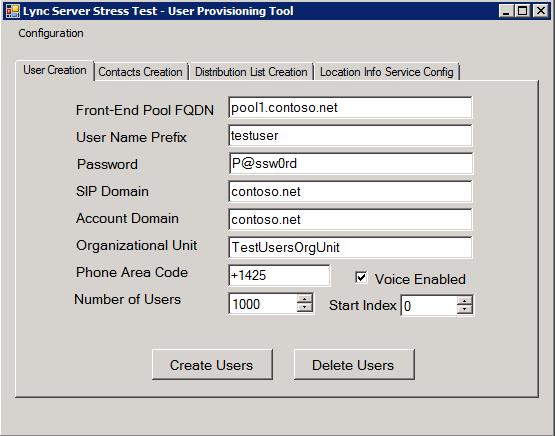 Lync Server Stress Test - User Provisioning Tool
Configuration
User Creation Contacts Creation Distribution List Creation Location Info Service Config
Front-End Pool FQDN pool1.contoso.net
User Name Prefix testuser
Password P@ssw0rd
SIP Domain contoso.net
Account Domain contoso.net
Organizational Unit TestUsersOrgUnit
Phone Area Code +1425 Voice Enabled
Number of Users 1000 Start Index 0
Create Users Delete Users